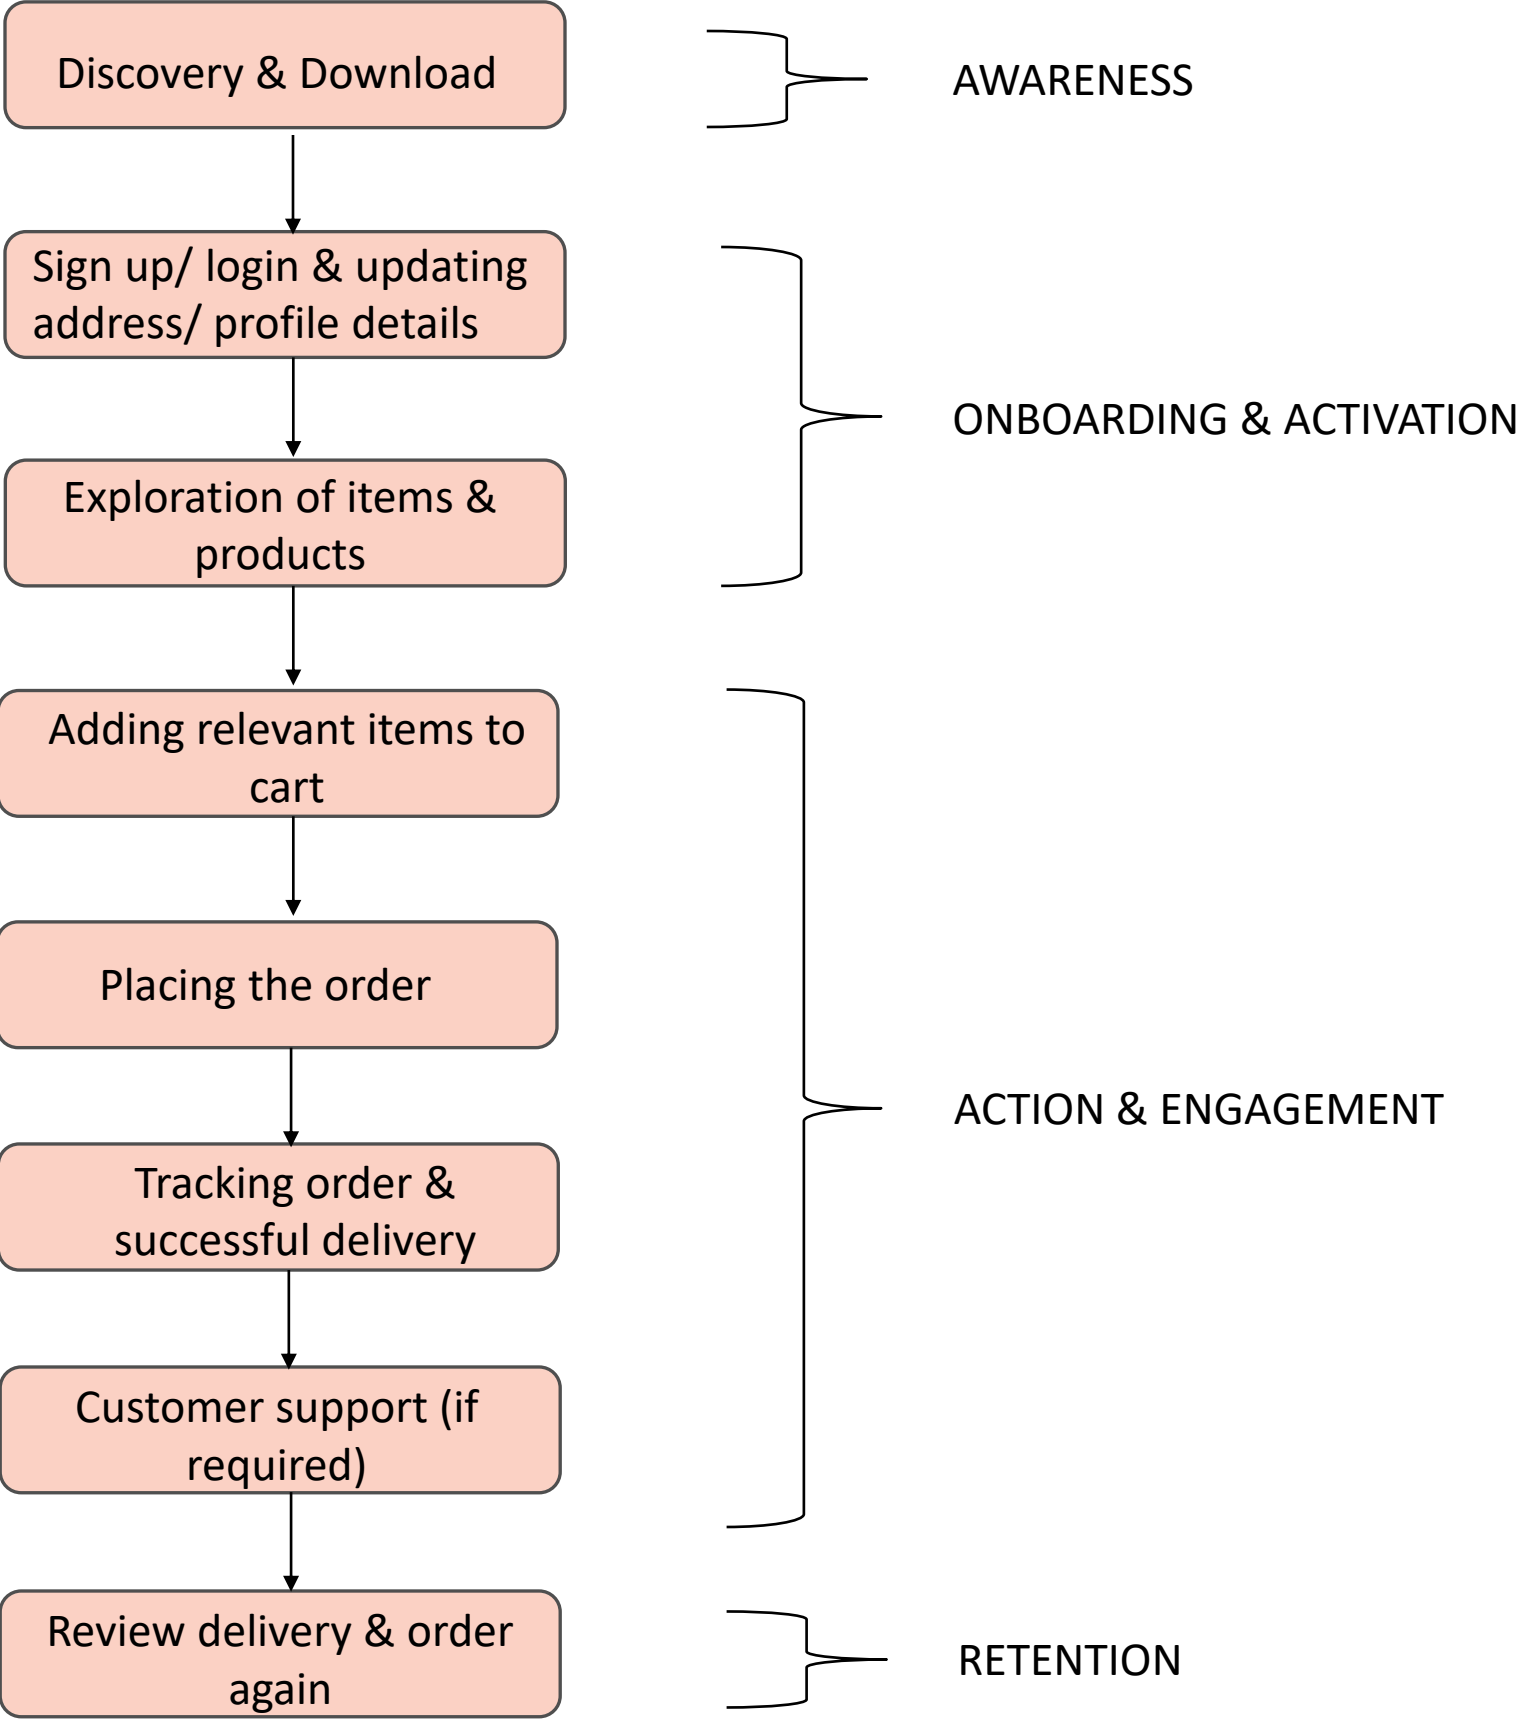 Discovery & Download
AWARENESS
Sign up/ login & updating
address/ profile details
ONBOARDING & ACTIVATION
Exploration of items &
products
Adding relevant items to
cart
Placing the order
ACTION & ENGAGEMENT
Tracking order &
successful delivery
Customer support (if
required)
Review delivery & order
again
RETENTION